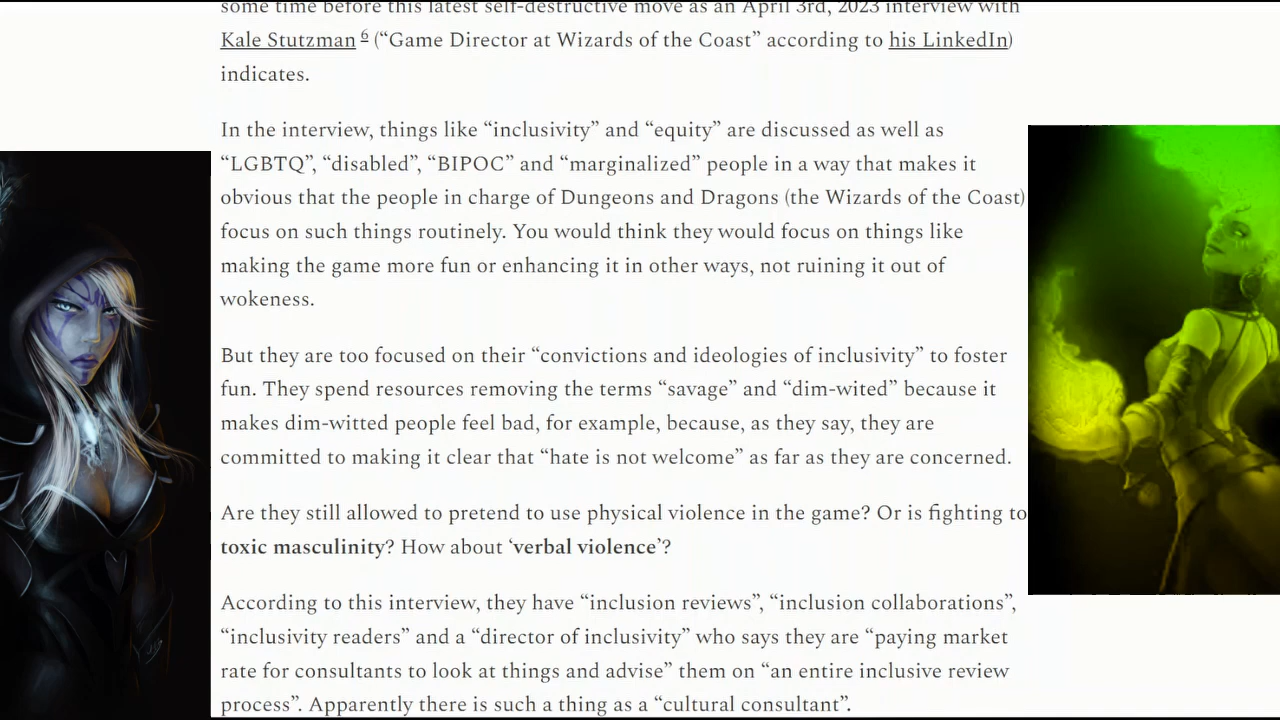 some time before this latest self-destructive move as an April 3rd, 2023 interview with
Kale Stutzman 6 (“Game Director at Wizards of the Coast” according to his LinkedIn)
indicates.
In the interview, things like “inclusivity” and “equity” are discussed as well as
“LGBTQ”, “disabled”, “BIPOC” and “marginalized” people in a way that makes it
obvious that the people in charge of Dungeons and Dragons (the Wizards of the Coast)
focus on such things routinely. You would think they would focus on things like
making the game more fun or enhancing it in other ways, not ruining it out of
wokeness.
But they are too focused on their “convictions and ideologies of inclusivity” to foster
fun. They spend resources removing the terms “savage” and “dim-wited” because it
makes dim-witted people feel bad, for example, because, as they say, they are
committed to making it clear that “hate is not welcome” as far as they are concerned.
Are they still allowed to pretend to use physical violence in the game? Or is fighting to
toxic masculinity? How about ‘verbal violence’?
According to this interview, they have “inclusion reviews”, “inclusion collaborations”,
“inclusivity readers” and a “director of inclusivity” who says they are “paying market
rate for consultants to look at things and advise” them on “an entire inclusive review
process”. Apparently there is such a thing as a “cultural consultant”.